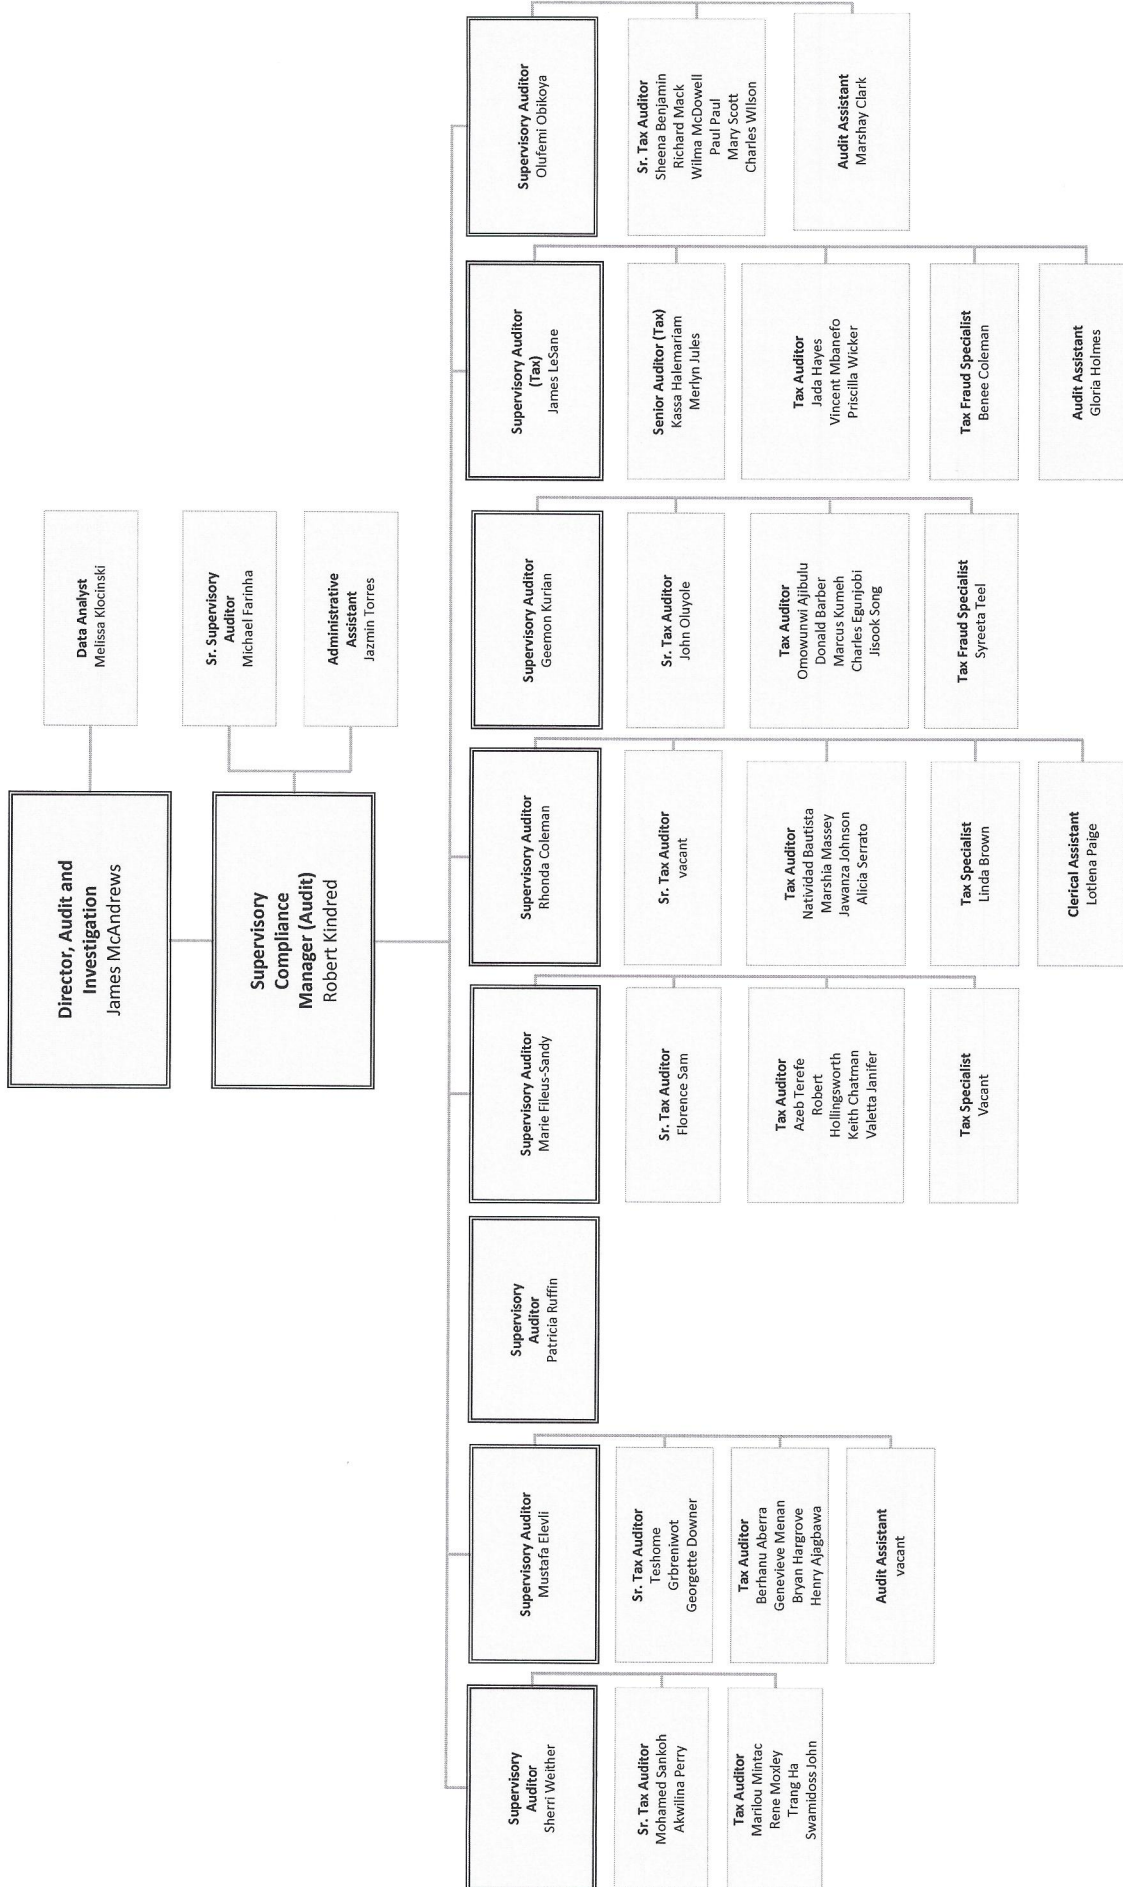 Director, Audit and
Investigation
James McAndrews
Data Analyst
Melissa Klocinski
Supervisory
Compliance
Manager (Audit)
Robert Kindred
Sr. Supervisory
Auditor
Michael Farinha
Administrative
Assistant
Jazmin Torres
Supervisory
Auditor
Sherri Weither
Sr. Tax Auditor
Mohamed Sankoh
Akwilina Perry
Tax Auditor
Marilou Mintac
Rene Moxley
Trang Ha
Swamidoss John
Supervisory Auditor
Mustafa Elevli
Sr. Tax Auditor
Teshome
Grbreniwot
Georgette Downer
Tax Auditor
Berhanu Aberra
Genevieve Menan
Bryan Hargrove
Henry Ajagbawa
Audit Assistant
vacant
Supervisory
Auditor
Patricia Ruffin
Supervisory Auditor
Marie Fileus-Sandy
Sr. Tax Auditor
Florence Sam
Tax Auditor
Azeb Terefe
Robert
Hollingsworth
Keith Chatman
Valetta Janifer
Tax Specialist
Vacant
Supervisory Auditor
Rhonda Coleman
Sr. Tax Auditor
vacant
Tax Auditor
Natividad Bautista
Marshia Massey
Jawanza Johnson
Alicia Serrato
Tax Specialist
Linda Brown
Clerical Assistant
Lotlena Paige
Supervisory Auditor
Geemon Kurian
Sr. Tax Auditor
John Oluyole
Tax Auditor
Omowunwi Ajibulu
Donald Barber
Marcus Kumeh
Charles Egunjobi
Jisook Song
Tax Fraud Specialist
Syreeta Teel
Supervisory Auditor
(Tax)
James LeSane
Senior Auditor (Tax)
Kassa Halemariam
Merlyn Jules
Tax Auditor
Jada Hayes
Vincent Mbanefo
Priscilla Wicker
Tax Fraud Specialist
Benee Coleman
Audit Assistant
Gloria Holmes
Supervisory Auditor
Olufemi Obikoya
Sr. Tax Auditor
Sheena Benjamin
Richard Mack
Wilma McDowell
Paul Paul
Mary Scott
Charles WIlson
Audit Assistant
Marshay Clark